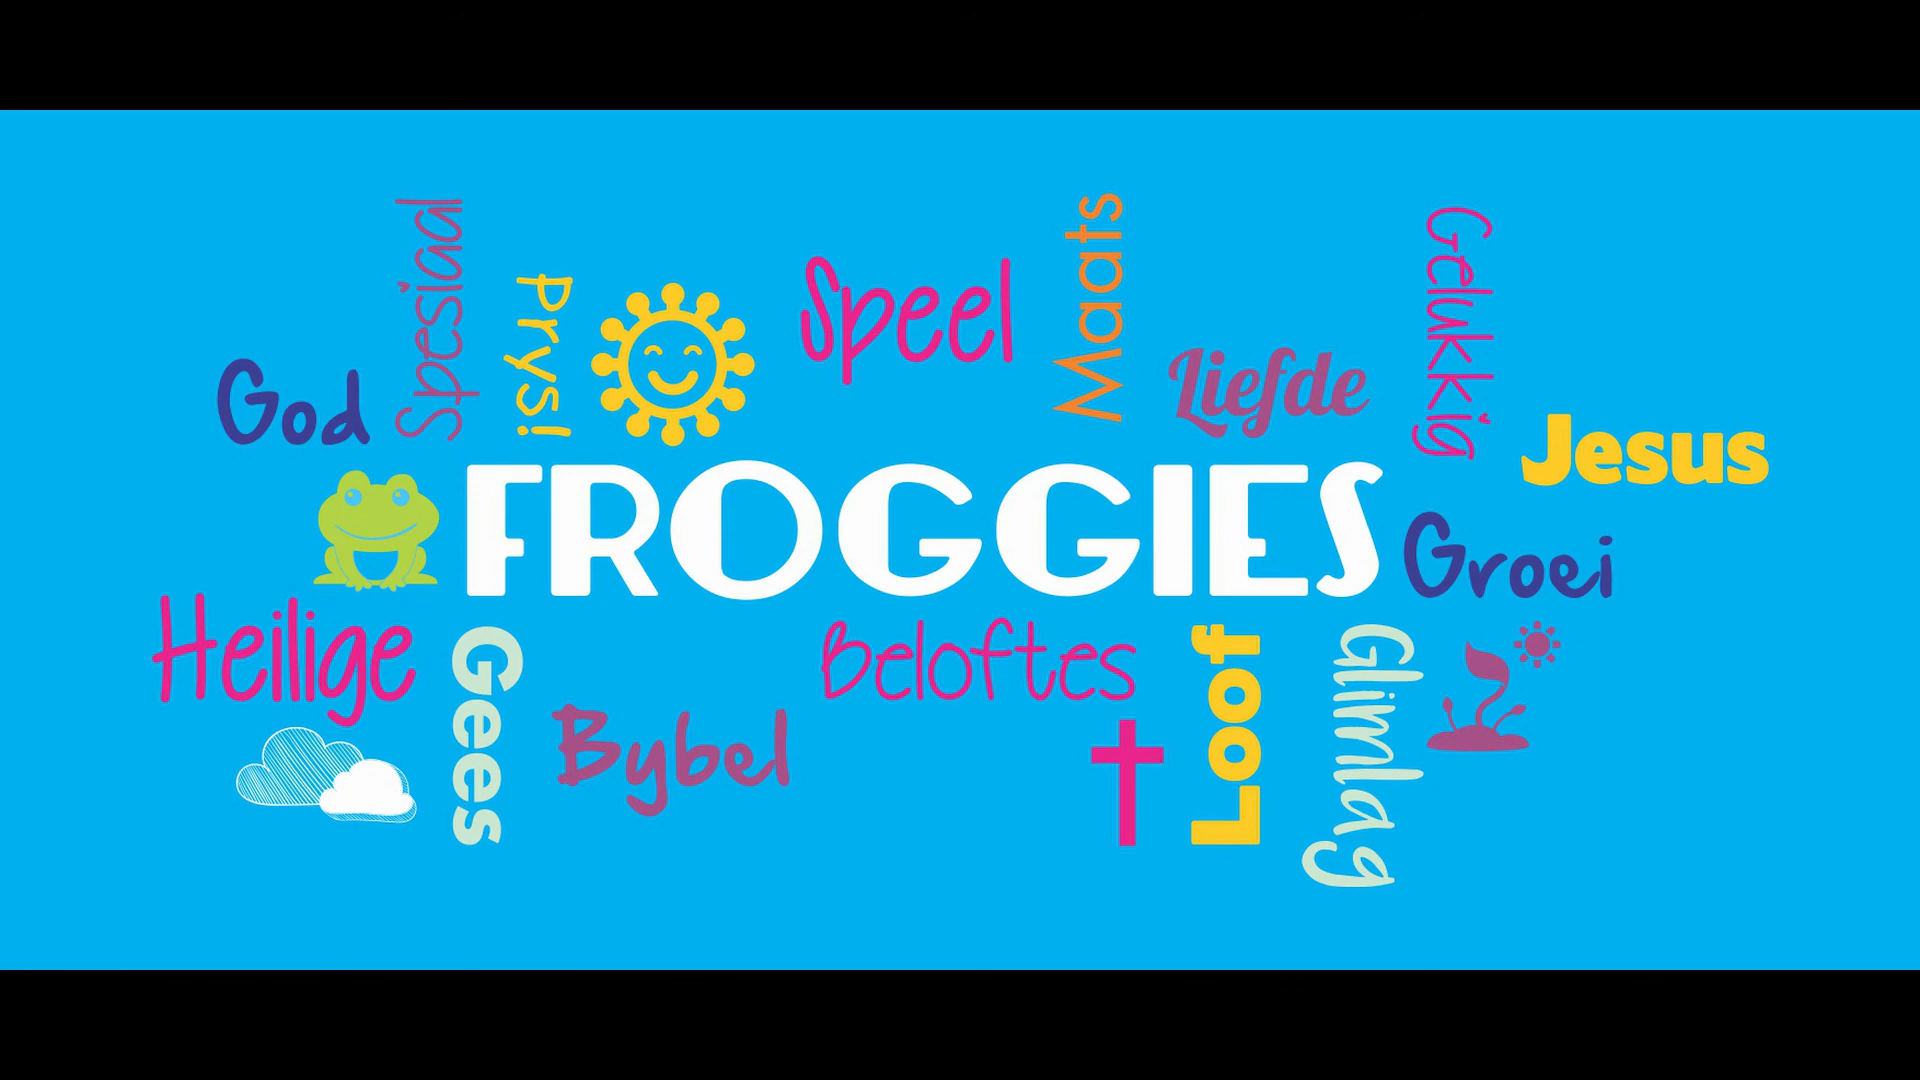 Spesiaal
Prys!
Speel
Maats
Gelukkig
God
Liefde
Jesus
FROGGIES
Groei
Heilige
Gees
Beloftes
Loof
Glimlag
Bybel